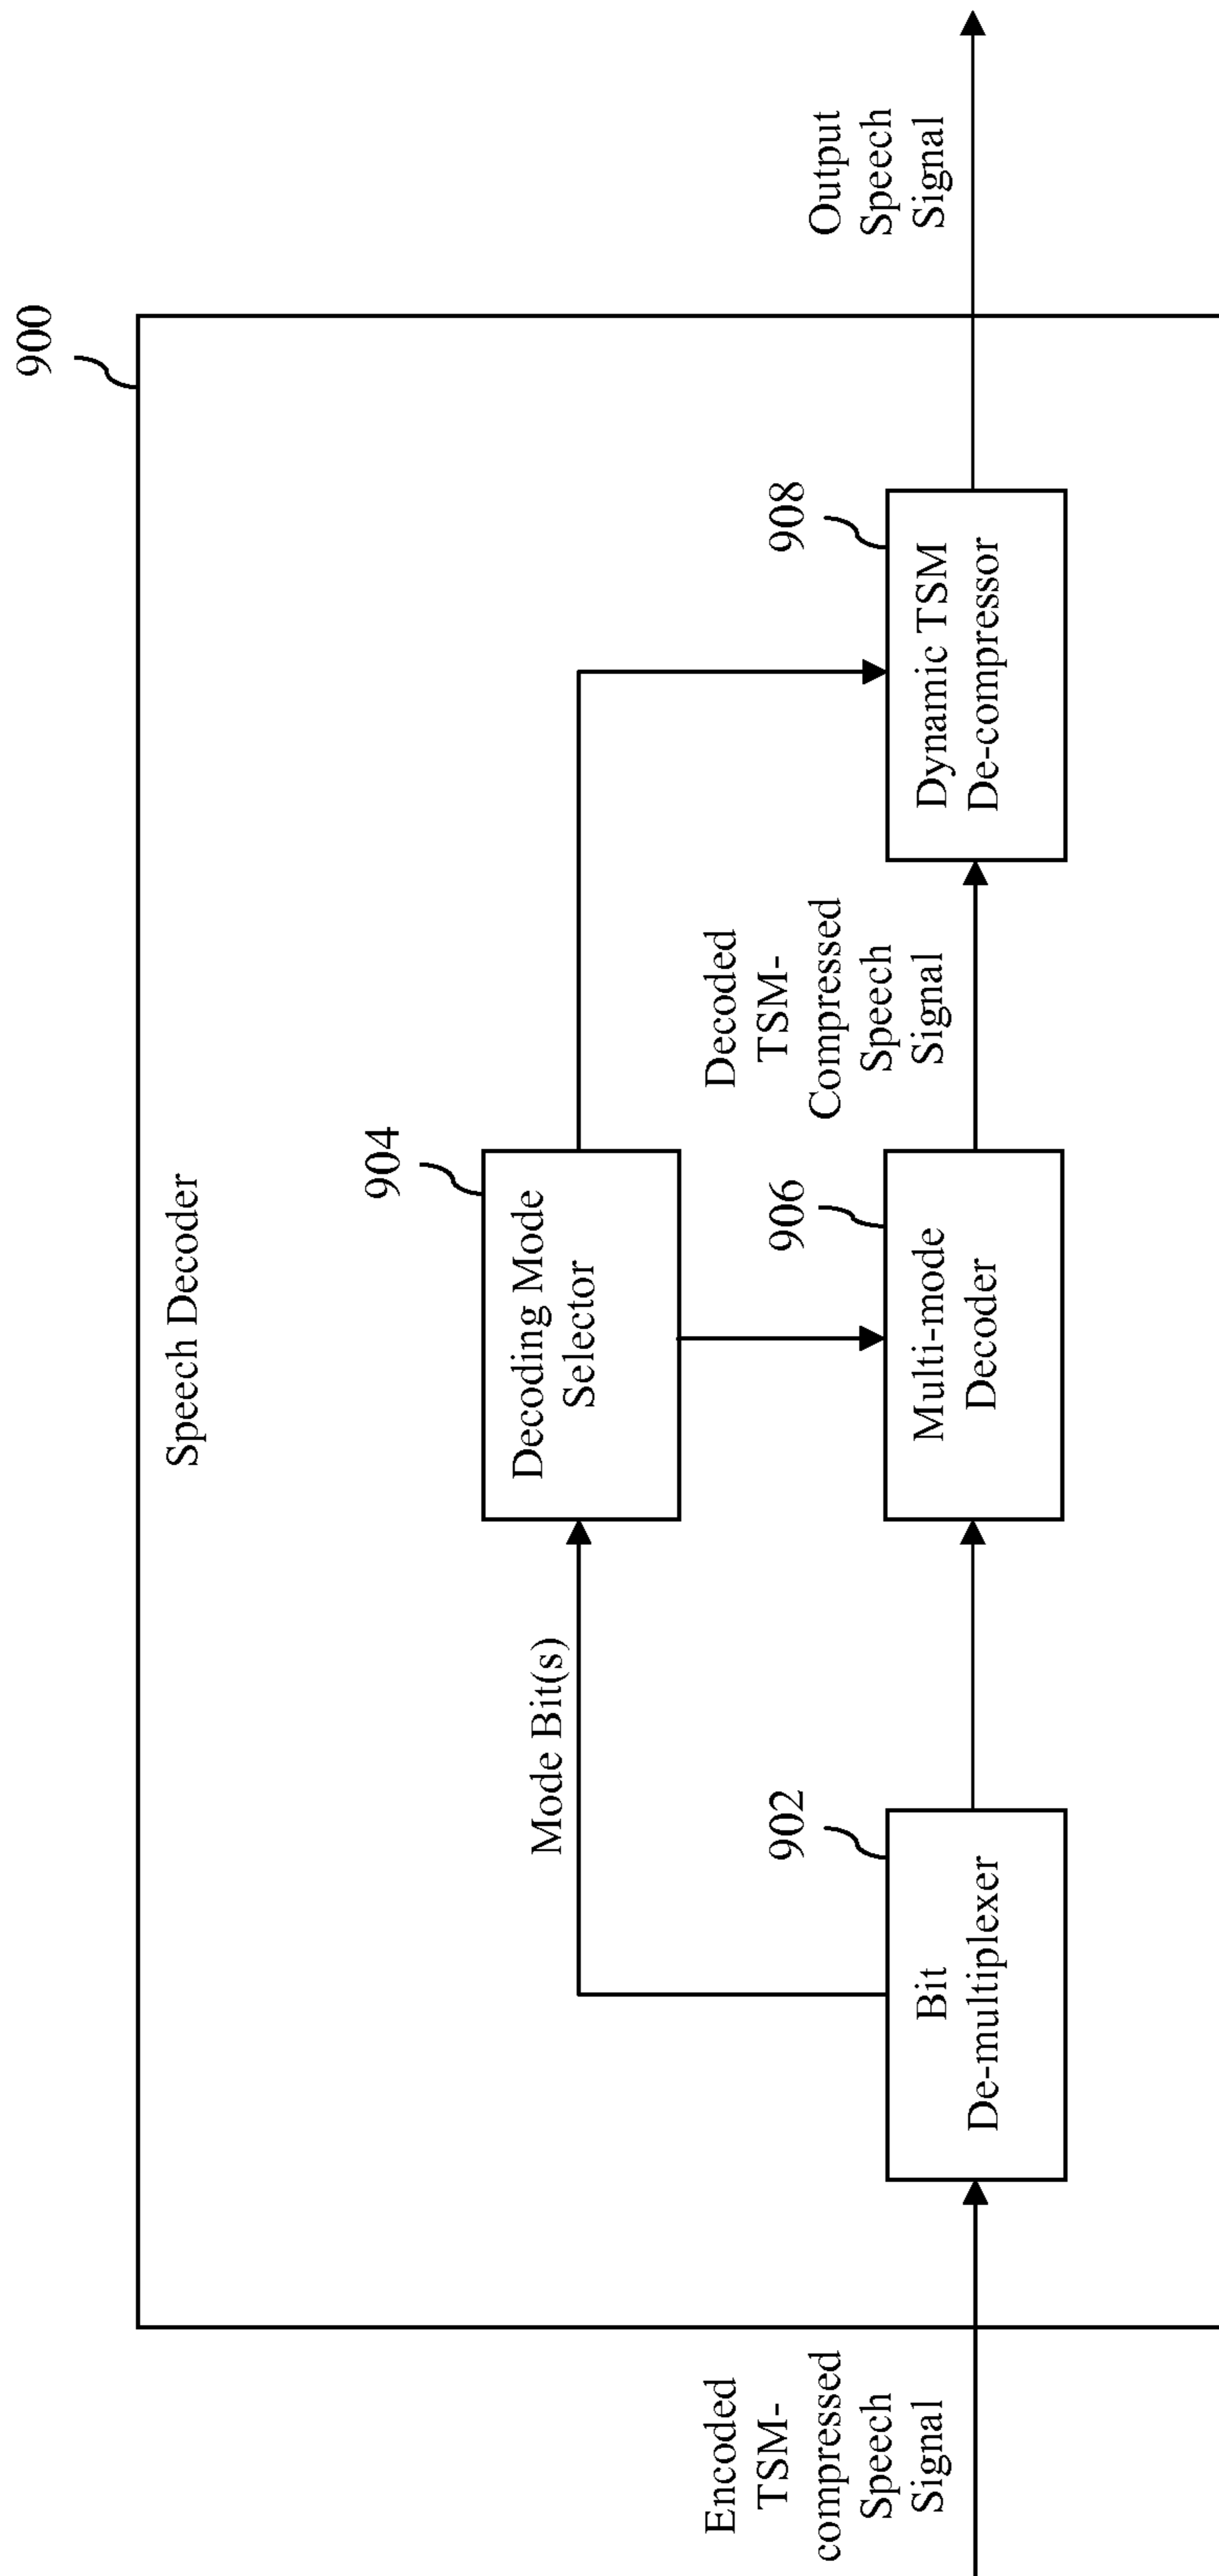 900
Speech Decoder
904
Decoding Mode
Selector
Mode Bit(s)
Encoded
TSM-
compressed
Speech
Signal
902
Bit
De-multiplexer
906
Multi-mode
Decoder
Decoded
TSM-
Compressed
Speech
Signal
908
Dynamic TSM
De-compressor
Output
Speech
Signal